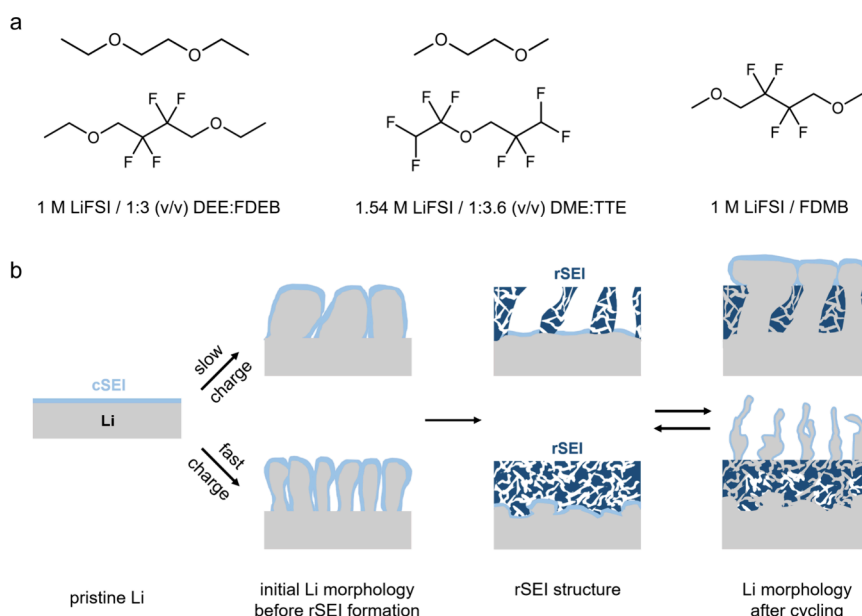 a
O
O
O
O
O
F
F
O
F
F
F
F
F
F
O
F
F
F
F
O
F
F
O
F
F
O
1 M LiFSI / 1:3 (v/v) DEE:FDEB
1.54 M LiFSI / 1:3.6 (v/v) DME:TTE
1 M LiFSI / FDMB
b
cSEI
Li
slow
charge
fast
charge
rSEI
rSEI
pristine Li
initial Li morphology
before rSEI formation
rSEI structure
Li morphology
after cycling